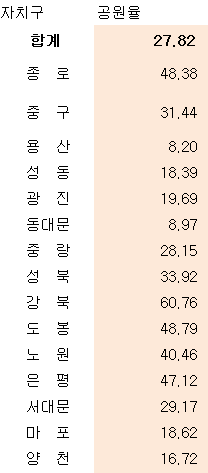 자치구 공원율
합계 27.82
종 로 48.38
중 구 31.44
용 산 8.20
성 동 18.39
광 진 19.69
동대문 8.97
중 랑 28.15
성 북 33.92
강 북 60.76
도 봉 48.79
노 원 40.46
은 평 47.12
서대문 29.17
마 포 18.62
양 천 16.72